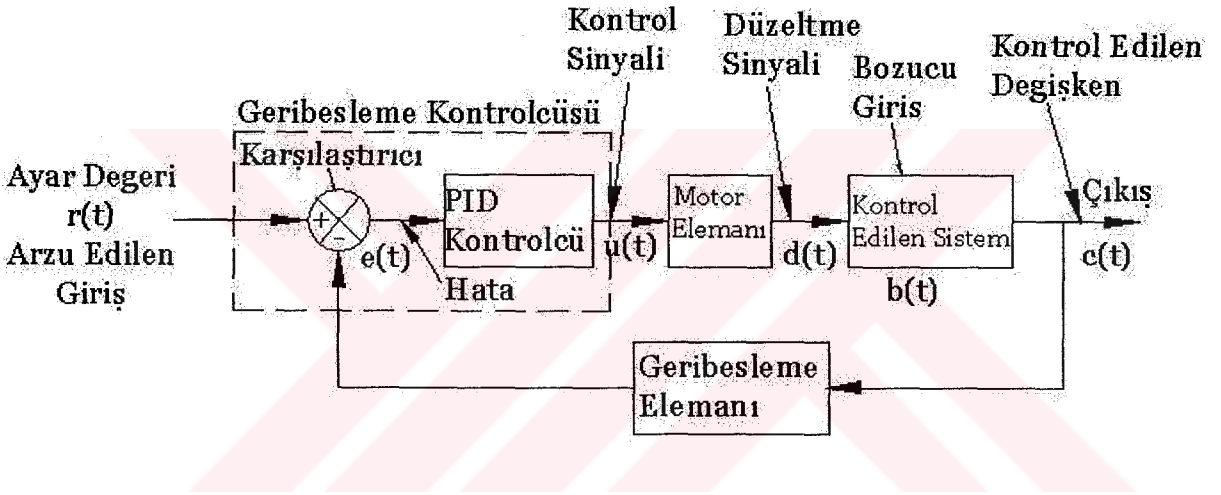 Kontrol
Sinyali
Düzeltme
Sinyali
Bozucu
Giris
Kontrol Edilen
Degişken
Geribesleme Kontrolcüsü
Karşılaştırıcı
Ayar Degeri
r(t)
Arzu Edilen
Giriş
+
-
e(t)
Hata
PID
Kontrolcü
u(t)
Motor
Elemanı
d(t)
Kontrol
Edilen Sistem
b(t)
Çıkış
c(t)
Geribesleme
Elemanı